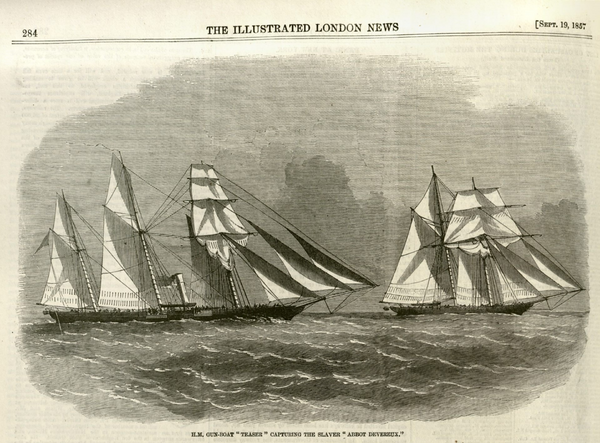 284
THE ILLUSTRATED LONDON NEWS
[SEPT. 19, 1857
H.M. GUN-BOAT "TEASER" CAPTURING THE SLAVER "ABBOT DEVEREUX."